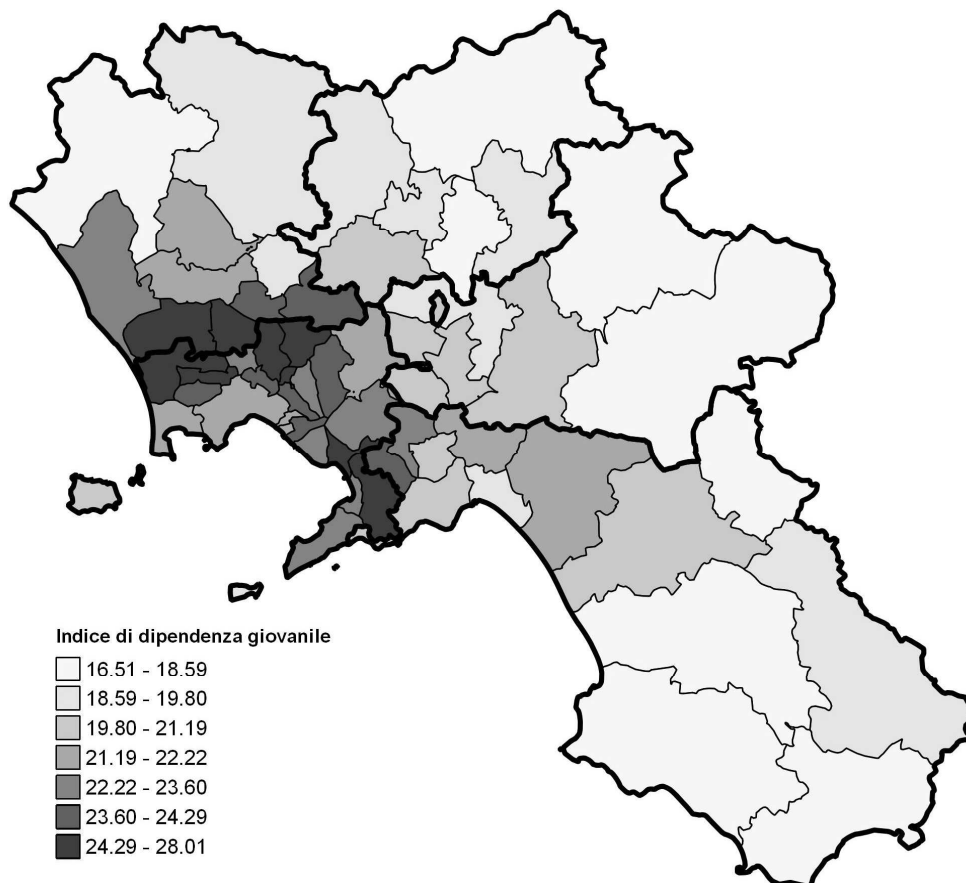 Indice di dipendenza giovanile
16.51 - 18.59
18.59 - 19.80
19.80 - 21.19
21.19 - 22.22
22.22 - 23.60
23.60 - 24.29
24.29 - 28.01